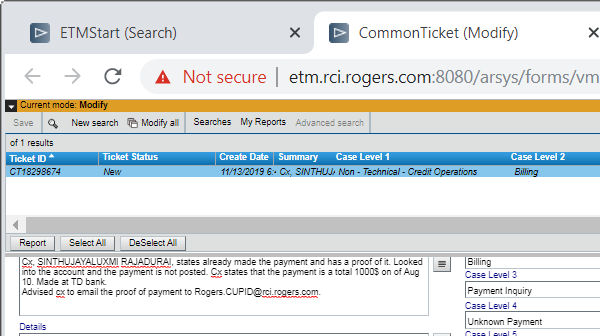 ETMStart (Search)
CommonTicket (Modify)
Not secure
etm.rci.rogers.com:8080/arsys/forms/vm
Current mode: Modify
Save New search Modify all Searches My Reports Advanced search
of 1 results
Ticket ID Ticket Status Create Date Summary Case Level 1 Case Level 2
CT18298674 New 11/13/2019 6: Cx, SINTHUJ Non - Technical - Credit Operations Billing
Report Select All DeSelect All
Cx, SINTHUJAYALUXMI RAJADURAI, states already made the payment and has a proof of it. Looked
into the account and the payment is not posted. Cx states that the payment is a total 1000$ on of Aug
10. Made at TD bank.
Advised cx to email the proof of payment to Rogers.CUPID@rci.rogers.com.
Details
Billing
Case Level 3
Payment Inquiry
Case Level 4
Unknown Payment
Case Level 5